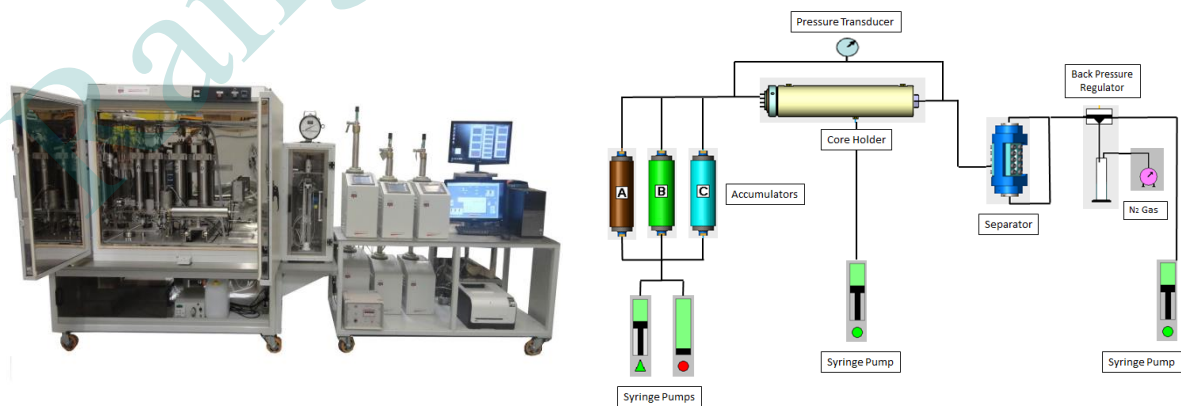 Pressure Transducer
Back Pressure
Regulator
Core Holder
A
B
C
Accumulators
Separator
N₂ Gas
Syringe Pump
Syringe Pump
Syringe Pumps